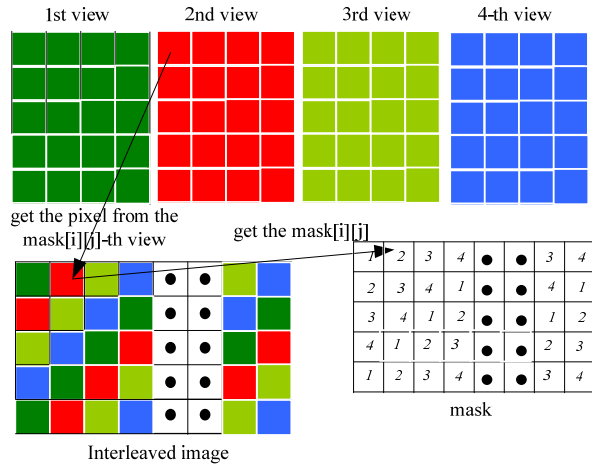 1st view 2nd view 3rd view 4-th view
get the pixel from the
mask[i][j]-th view
get the mask[i][j]
1 2 3 4 ● ● 3 4
2 3 4 1 ● ● 4 1
3 4 1 2 ● ● 1 2
4 1 2 3 ● ● 2 3
1 2 3 4 ● ● 3 4
mask
Interleaved image